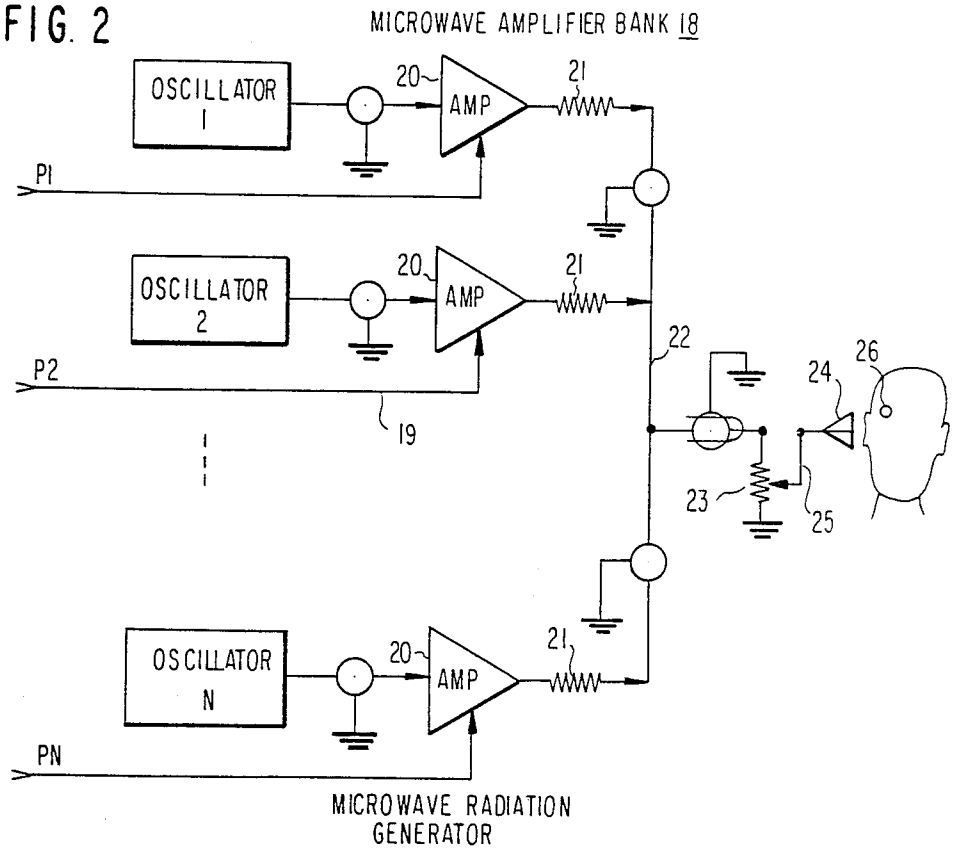 FIG. 2
MICROWAVE AMPLIFIER BANK 18
OSCILLATOR
1
20
AMP
21
P1
OSCILLATOR
2
20
AMP
21
P2
19
22
24
26
23
25
OSCILLATOR
N
20
AMP
21
PN
MICROWAVE RADIATION
GENERATOR